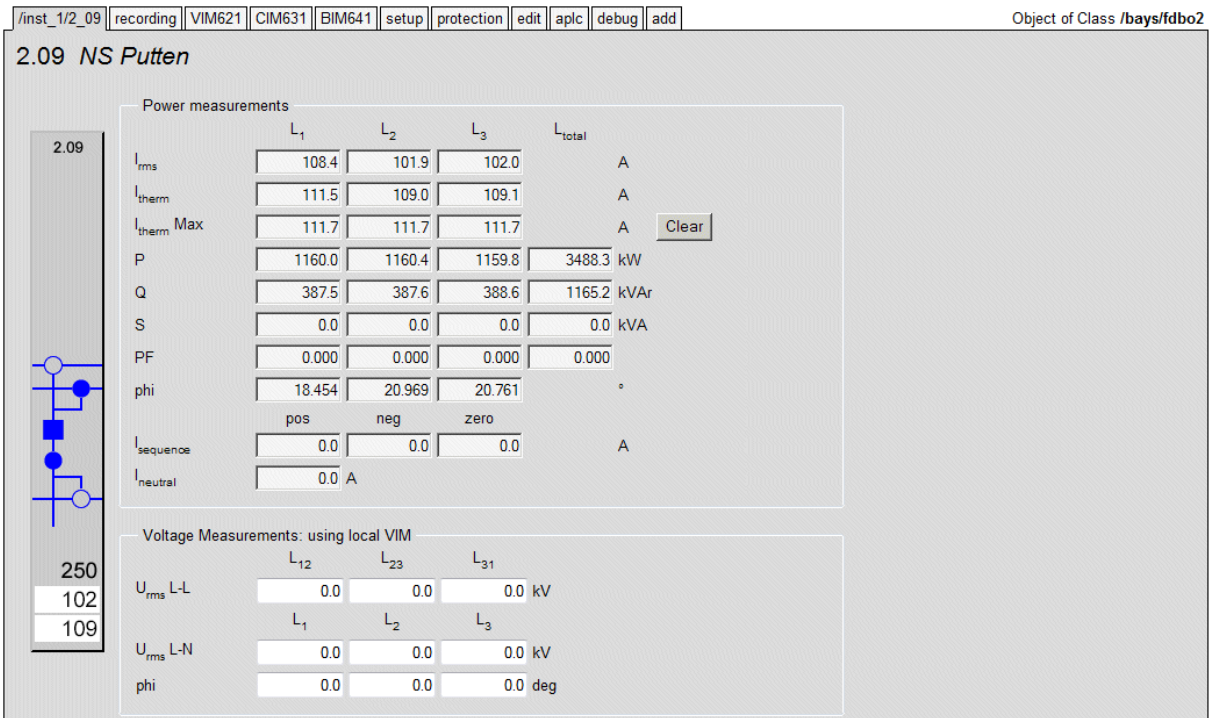 /inst_1/2_09 recording VIM621 CIM631 BIM641 setup protection edit aplc debug add Object of Class /bays/fdbo2
2.09 NS Putten
Power measurements
L1 L2 L3 Ltotal
2.09
Irms 108.4 101.9 102.0 A
Itherm 111.5 109.0 109.1 A
Itherm Max 111.7 111.7 111.7 A Clear
P 1160.0 1160.4 1159.8 3488.3 kW
Q 387.5 387.6 388.6 1165.2 kVAr
S 0.0 0.0 0.0 0.0 kVA
PF 0.000 0.000 0.000 0.000
phi 18.454 20.969 20.761 °
pos neg zero
Isequence 0.0 0.0 0.0 A
Ineutral 0.0 A
Voltage Measurements: using local VIM
L12 L23 L31
250
Urms L-L 0.0 0.0 0.0 kV
102
L1 L2 L3
109
Urms L-N 0.0 0.0 0.0 kV
phi 0.0 0.0 0.0 deg